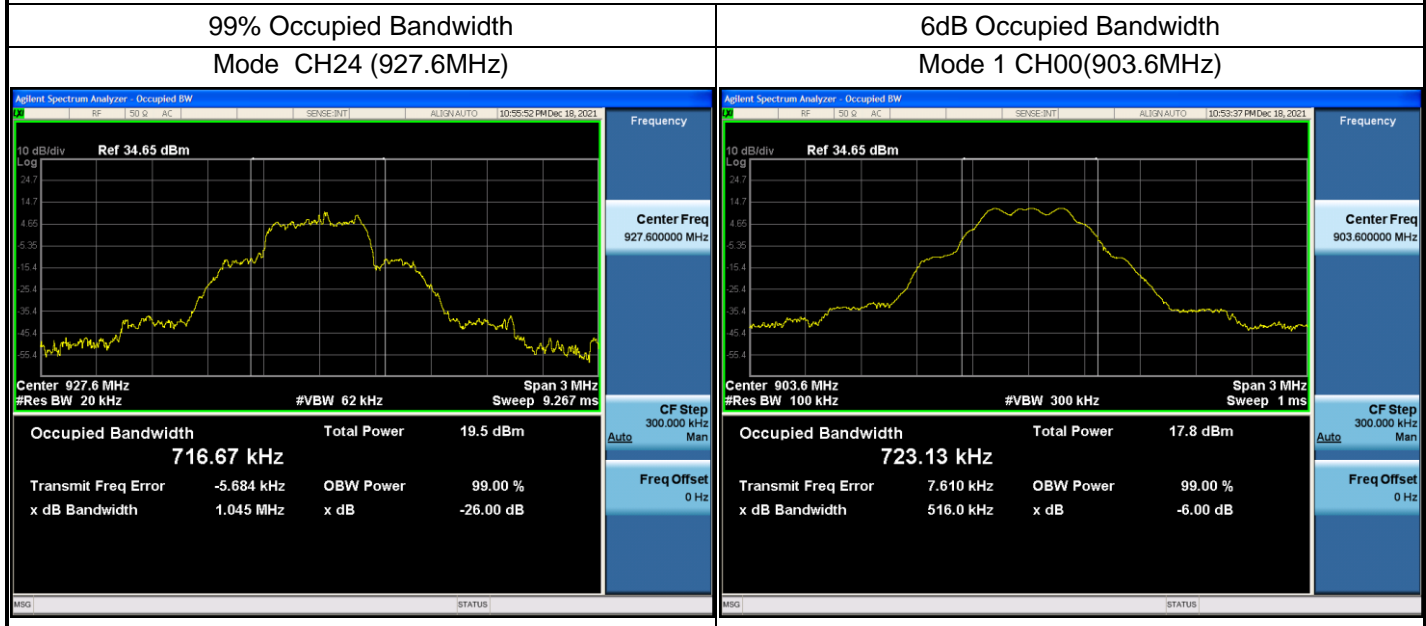 99% Occupied Bandwidth
6dB Occupied Bandwidth
Mode CH24 (927.6MHz)
Mode 1 CH00(903.6MHz)
Agilent Spectrum Analyzer - Occupied BW
RF 50 Ω AC SENSE:INT ALIGN AUTO 10:55:52 PM Dec 18, 2021
Frequency
10 dB/div Ref 34.65 dBm
Log
24.7
14.7
4.65
-5.35
-15.4
-25.4
-35.4
-45.4
-55.4
Center 927.6 MHz Span 3 MHz
#Res BW 20 kHz #VBW 62 kHz Sweep 9.267 ms
Center Freq
927.600000 MHz
CF Step
300.000 kHz
Auto Man
Freq Offset
0 Hz
Occupied Bandwidth Total Power 19.5 dBm
716.67 kHz
Transmit Freq Error -5.684 kHz OBW Power 99.00 %
x dB Bandwidth 1.045 MHz x dB -26.00 dB
MSG STATUS
Agilent Spectrum Analyzer - Occupied BW
RF 50 Ω AC SENSE:INT ALIGN AUTO 10:53:37 PM Dec 18, 2021
Frequency
10 dB/div Ref 34.65 dBm
Log
24.7
14.7
4.65
-5.35
-15.4
-25.4
-35.4
-45.4
-55.4
Center 903.6 MHz Span 3 MHz
#Res BW 100 kHz #VBW 300 kHz Sweep 1 ms
Center Freq
903.600000 MHz
CF Step
300.000 kHz
Auto Man
Freq Offset
0 Hz
Occupied Bandwidth Total Power 17.8 dBm
723.13 kHz
Transmit Freq Error 7.610 kHz OBW Power 99.00 %
x dB Bandwidth 516.0 kHz x dB -6.00 dB
MSG STATUS